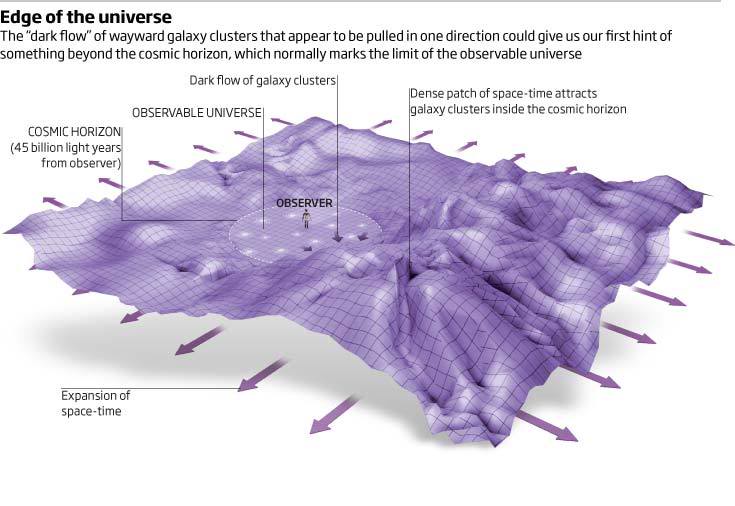 Edge of the universe
The “dark flow” of wayward galaxy clusters that appear to be pulled in one direction could give us our first hint of
something beyond the cosmic horizon, which normally marks the limit of the observable universe
Dark flow of galaxy clusters
Dense patch of space-time attracts
galaxy clusters inside the cosmic horizon
OBSERVABLE UNIVERSE
COSMIC HORIZON
(45 billion light years
from observer)
OBSERVER
Expansion of
space-time